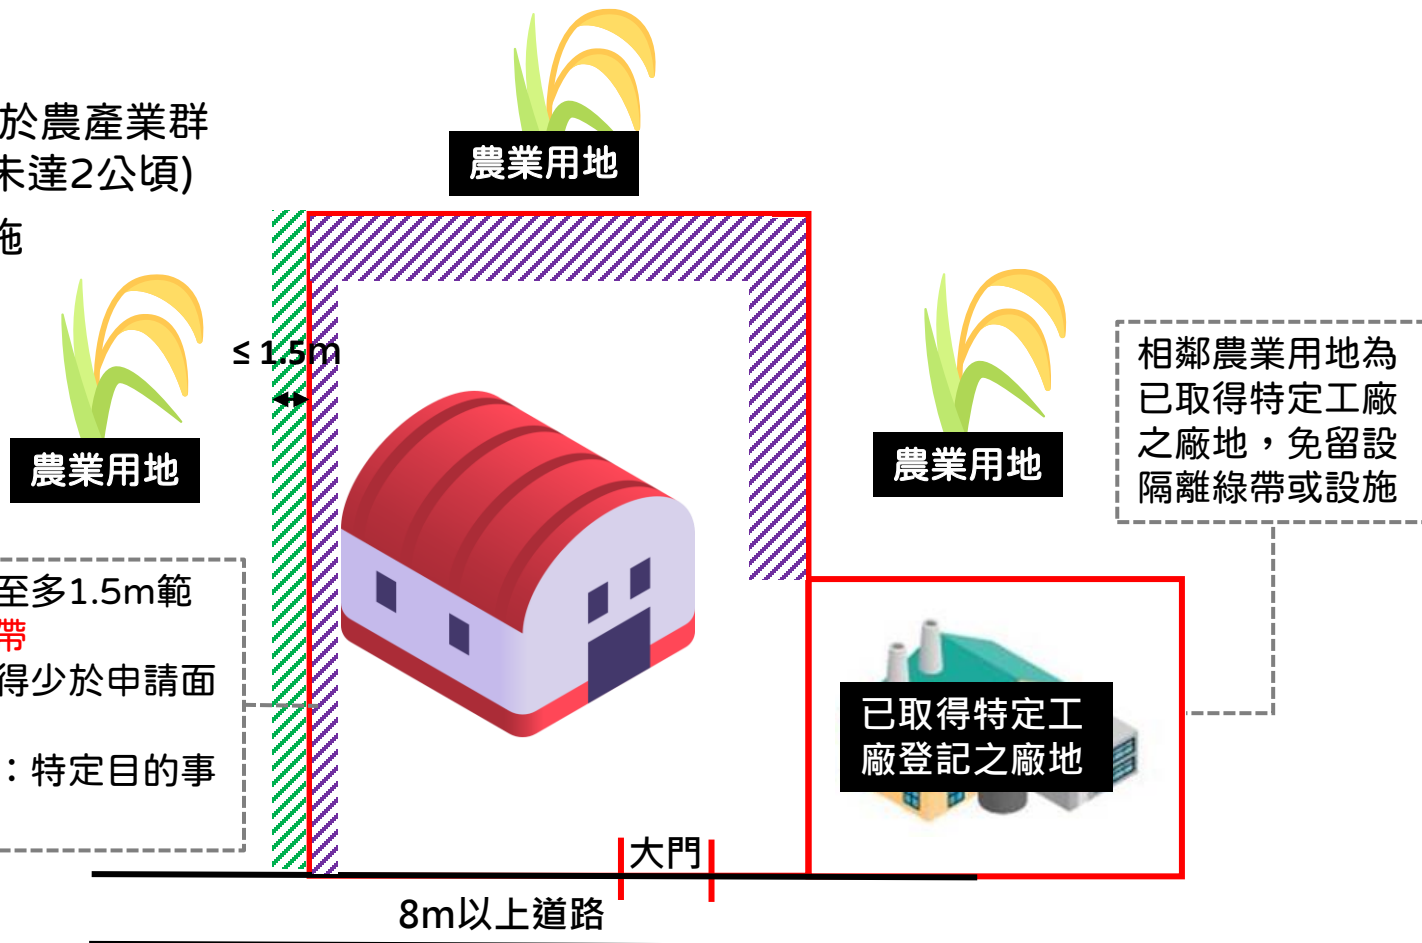 於農產業群
未達2公頃)
施
農業用地
≤ 1.5m
農業用地
農業用地
相鄰農業用地為
已取得特定工廠
之廠地，免留設
隔離綠帶或設施
至多1.5m範
帶
得少於申請面
：特定目的事
已取得特定工
廠登記之廠地
大門
8m以上道路